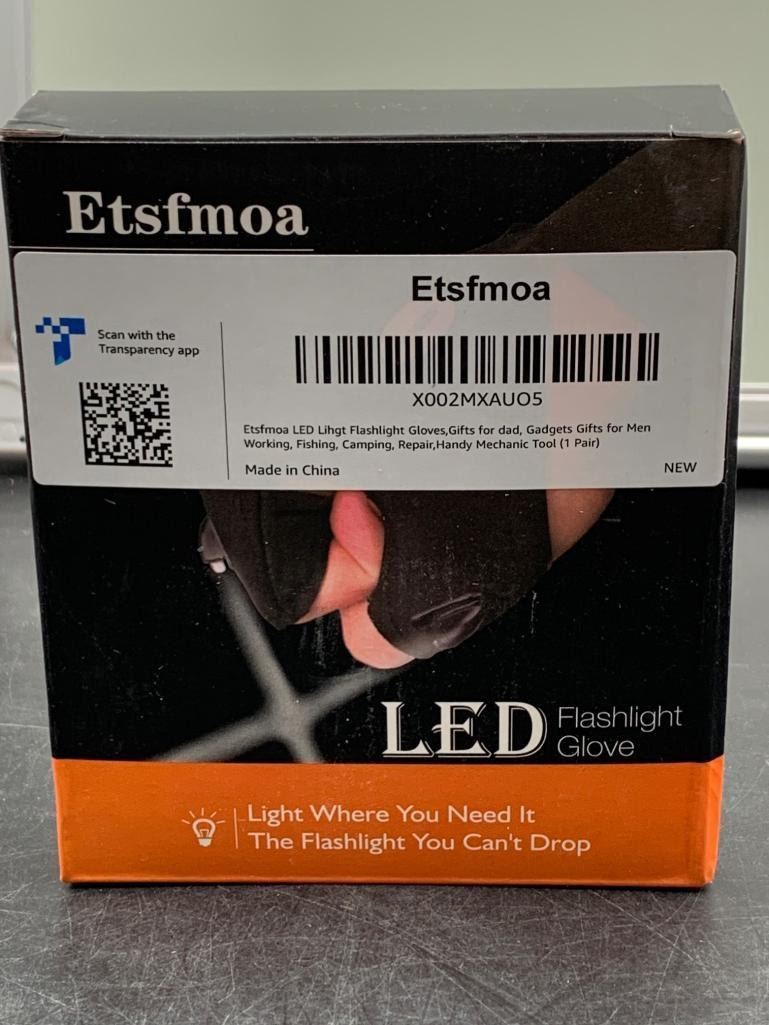 Etsfmoa
Etsfmoa
Scan with the
Transparency app
X002MXAUO5
Etsfmoa LED Lihgt Flashlight Gloves,Gifts for dad, Gadgets Gifts for Men
Working, Fishing, Camping, Repair,Handy Mechanic Tool (1 Pair)
Made in China
NEW
LED Flashlight
Glove
Light Where You Need It
The Flashlight You Can't Drop